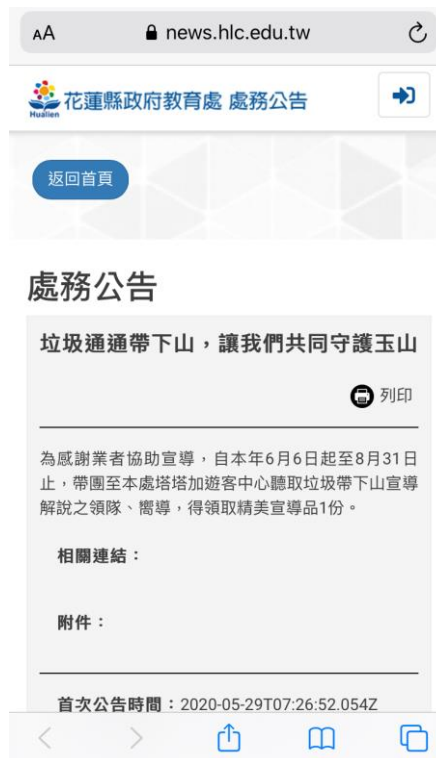 AA news.hlc.edu.tw
Hualien 花蓮縣政府教育處 處務公告
返回首頁
處務公告
垃圾通通帶下山，讓我們共同守護玉山
列印
為感謝業者協助宣導，自本年6月6日起至8月31日
止，帶團至本處塔塔加遊客中心聽取垃圾帶下山宣導
解說之領隊、嚮導，得領取精美宣導品1份。
相關連結：
附件：
首次公告時間：2020-05-29T07:26:52.054Z